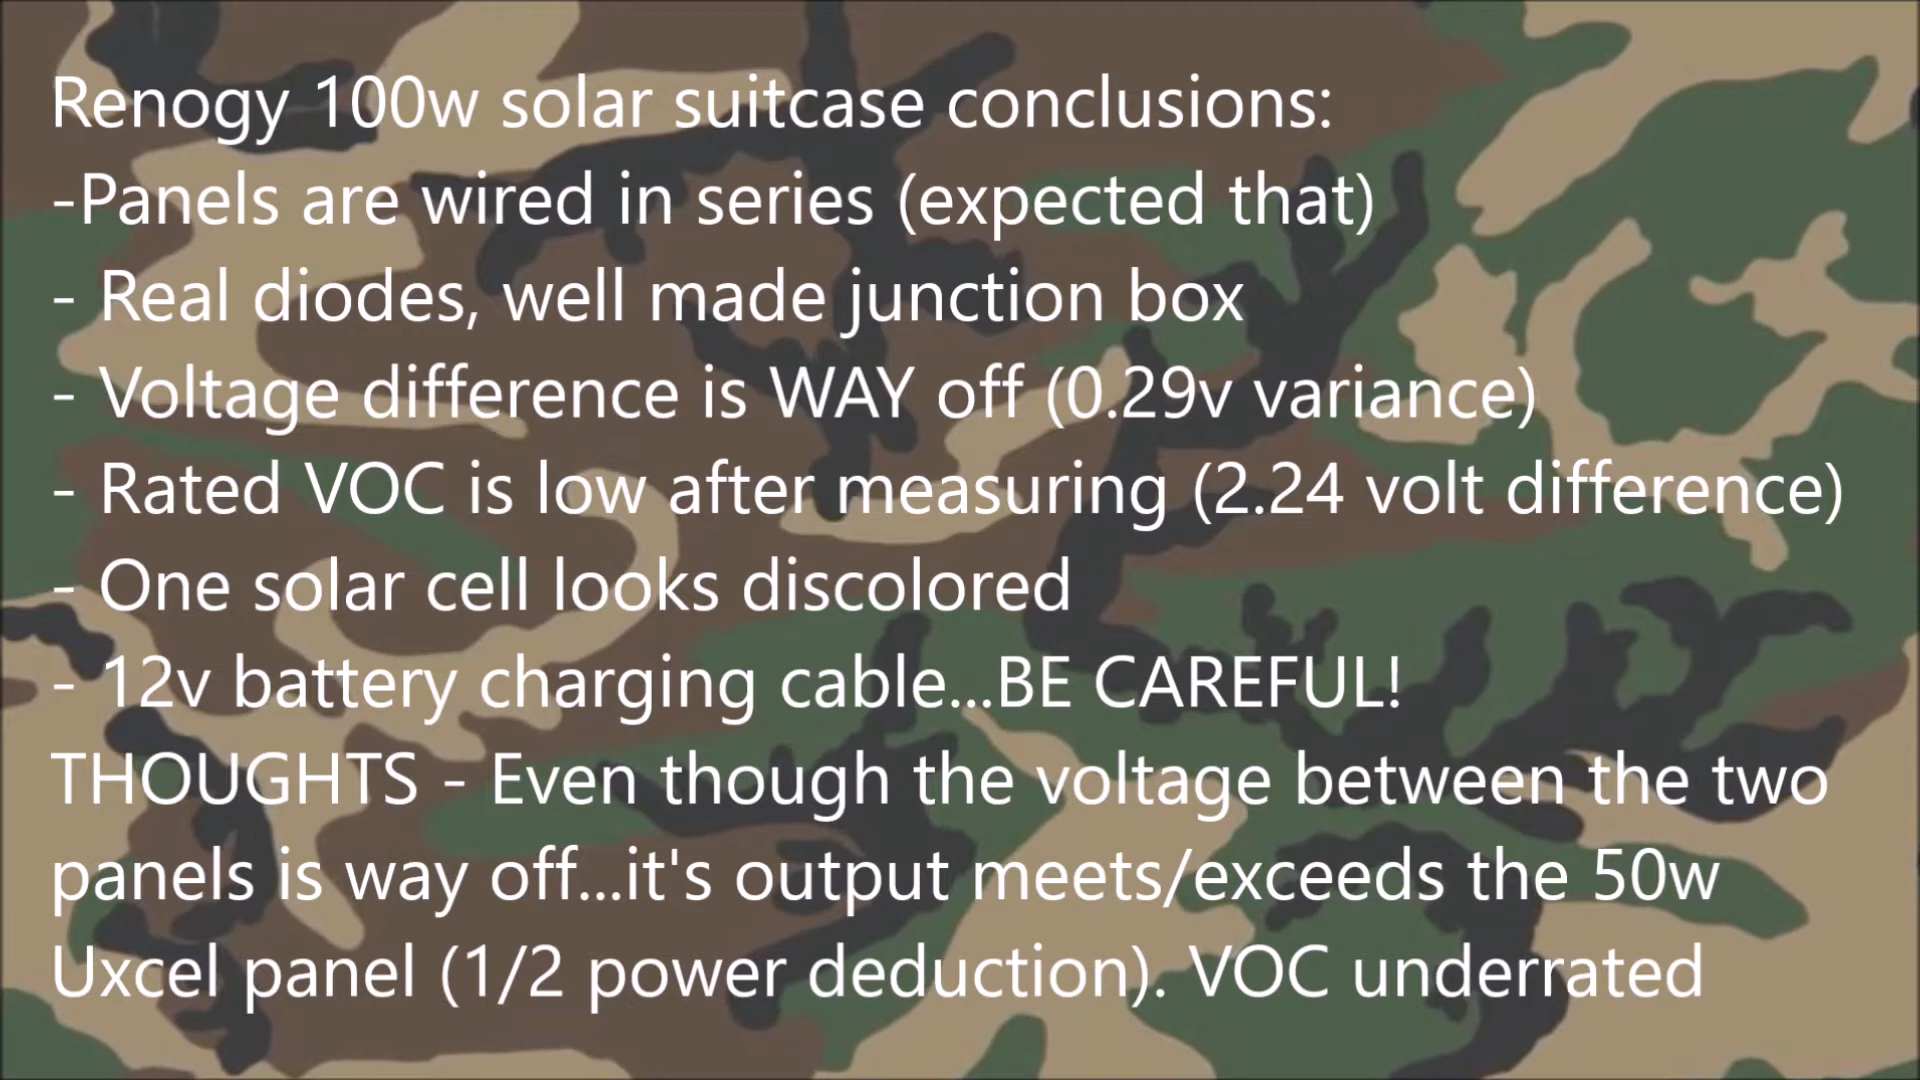 Renogy 100w solar suitcase conclusions:
-Panels are wired in series (expected that)
- Real diodes, well made junction box
- Voltage difference is WAY off (0.29v variance)
- Rated VOC is low after measuring (2.24 volt difference)
- One solar cell looks discolored
- 12v battery charging cable...BE CAREFUL!
THOUGHTS - Even though the voltage between the two
panels is way off...it's output meets/exceeds the 50w
Uxcel panel (1/2 power deduction). VOC underrated